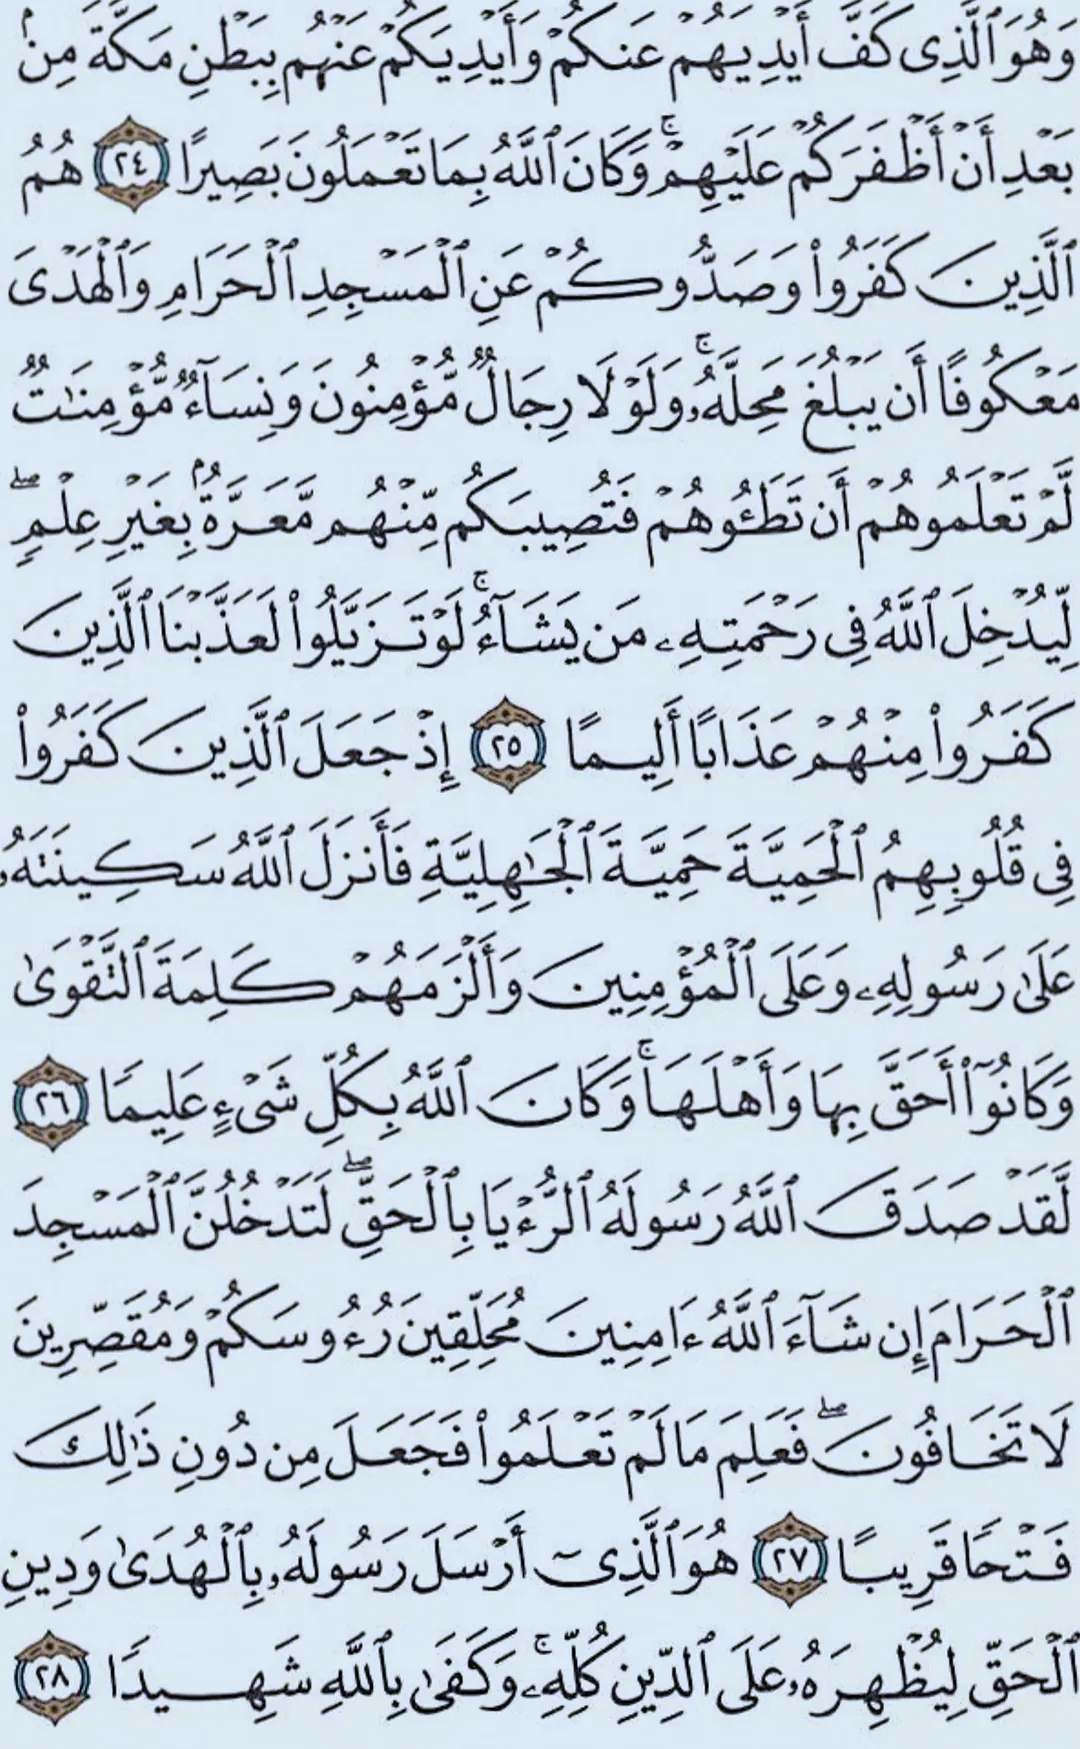 وَهُوَ ٱلَّذِى كَفَّ أَيْدِيَهُمْ عَنكُمْ وَأَيْدِيَكُمْ عَنْهُم بِبَطْنِ مَكَّةَ مِنۢ
بَعْدِ أَنْ أَظْفَرَكُمْ عَلَيْهِمْ ۚ وَكَانَ ٱللَّهُ بِمَا تَعْمَلُونَ بَصِيرًا ٢٤ هُمُ
ٱلَّذِينَ كَفَرُوا۟ وَصَدُّوكُمْ عَنِ ٱلْمَسْجِدِ ٱلْحَرَامِ وَٱلْهَدْىَ
مَعْكُوفًا أَن يَبْلُغَ مَحِلَّهُۥ ۚ وَلَوْلَا رِجَالٌ مُّؤْمِنُونَ وَنِسَآءٌ مُّؤْمِنَـٰتٌ
لَّمْ تَعْلَمُوهُمْ أَن تَطَـُٔوهُمْ فَتُصِيبَكُم مِّنْهُم مَّعَرَّةٌۢ بِغَيْرِ عِلْمٍ ۖ
لِّيُدْخِلَ ٱللَّهُ فِى رَحْمَتِهِۦ مَن يَشَآءُ ۚ لَوْ تَزَيَّلُوا۟ لَعَذَّبْنَا ٱلَّذِينَ
كَفَرُوا۟ مِنْهُمْ عَذَابًا أَلِيمًا ٢٥ إِذْ جَعَلَ ٱلَّذِينَ كَفَرُوا۟
فِى قُلُوبِهِمُ ٱلْحَمِيَّةَ حَمِيَّةَ ٱلْجَـٰهِلِيَّةِ فَأَنزَلَ ٱللَّهُ سَكِينَتَهُۥ
عَلَىٰ رَسُولِهِۦ وَعَلَى ٱلْمُؤْمِنِينَ وَأَلْزَمَهُمْ كَلِمَةَ ٱلتَّقْوَىٰ
وَكَانُوٓا۟ أَحَقَّ بِهَا وَأَهْلَهَا ۚ وَكَانَ ٱللَّهُ بِكُلِّ شَىْءٍ عَلِيمًا ٢٦
لَّقَدْ صَدَقَ ٱللَّهُ رَسُولَهُ ٱلرُّءْيَا بِٱلْحَقِّ ۖ لَتَدْخُلُنَّ ٱلْمَسْجِدَ
ٱلْحَرَامَ إِن شَآءَ ٱللَّهُ ءَامِنِينَ مُحَلِّقِينَ رُءُوسَكُمْ وَمُقَصِّرِينَ
لَا تَخَافُونَ ۖ فَعَلِمَ مَا لَمْ تَعْلَمُوا۟ فَجَعَلَ مِن دُونِ ذَٰلِكَ
فَتْحًا قَرِيبًا ٢٧ هُوَ ٱلَّذِىٓ أَرْسَلَ رَسُولَهُۥ بِٱلْهُدَىٰ وَدِينِ
ٱلْحَقِّ لِيُظْهِرَهُۥ عَلَى ٱلدِّينِ كُلِّهِۦ ۚ وَكَفَىٰ بِٱللَّهِ شَهِيدًا ٢٨